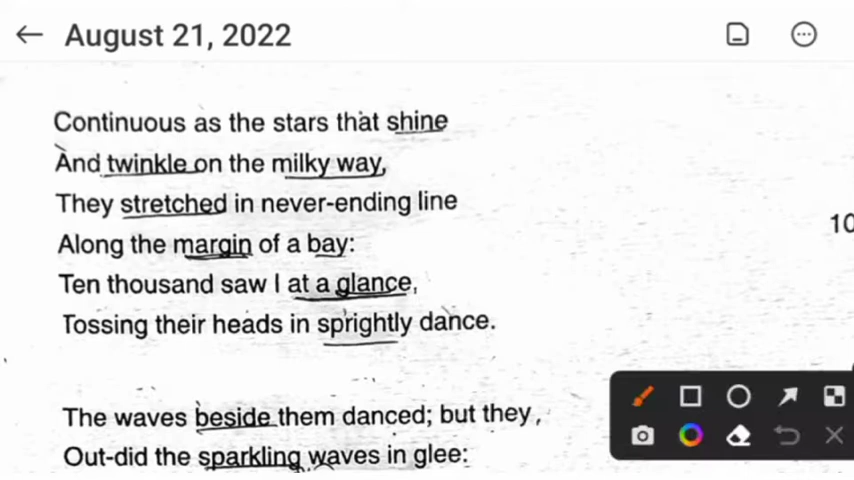 August 21, 2022
Continuous as the stars that shine
And twinkle on the milky way,
They stretched in never-ending line
10
Along the margin of a bay:
Ten thousand saw I at a glance,
Tossing their heads in sprightly dance.
The waves beside them danced; but they,
Out-did the sparkling waves in glee: